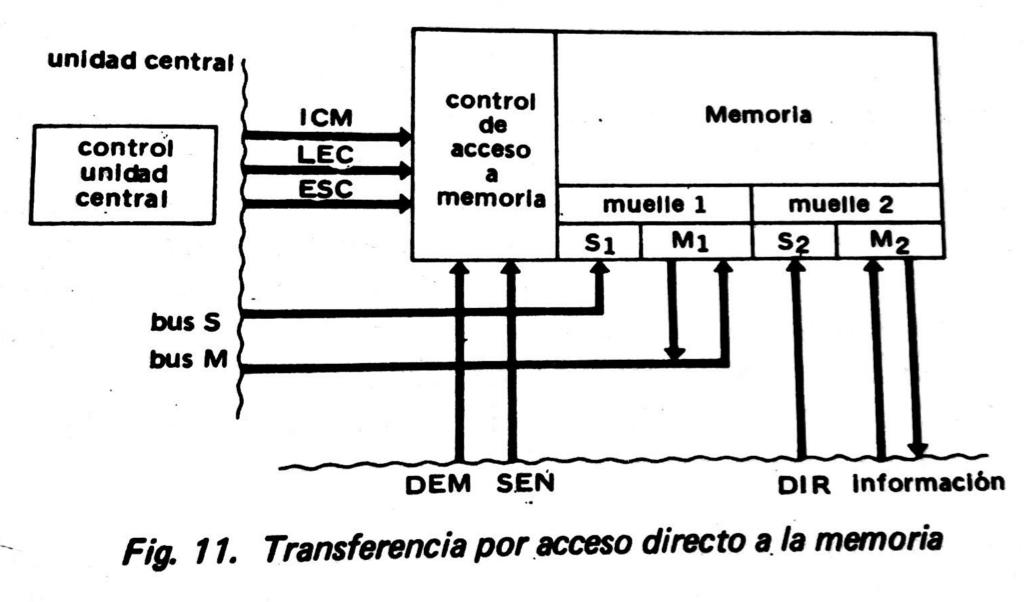 unidad central
control
unidad
central
ICM
LEC
ESC
control
de
acceso
a
memoria
Memoria
muelle 1
muelle 2
S1
M1
S2
M2
bus S
bus M
DEM
SEN
DIR
información
Fig. 11. Transferencia por acceso directo a la memoria